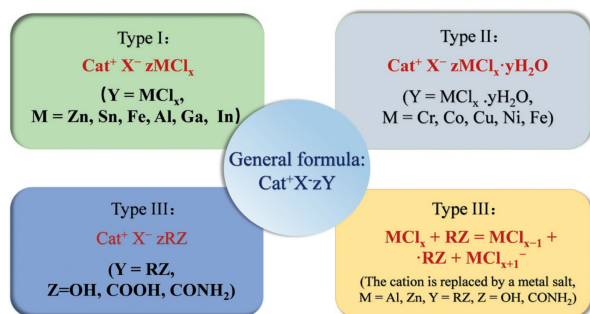 Type I：
Cat⁺ X⁻ zMClₓ
(Y = MClₓ,
M = Zn, Sn, Fe, Al, Ga, In)
Type II：
Cat⁺ X⁻ zMClₓ·yH₂O
(Y = MClₓ .yH₂O,
M = Cr, Co, Cu, Ni, Fe)
General formula:
Cat⁺X⁻zY
Type III：
Cat⁺ X⁻ zRZ
(Y = RZ,
Z=OH, COOH, CONH₂)
Type III：
MClₓ + RZ = MClₓ₋₁ +
·RZ + MClₓ₊₁⁻
(The cation is replaced by a metal salt,
M = Al, Zn, Y = RZ, Z = OH, CONH₂)